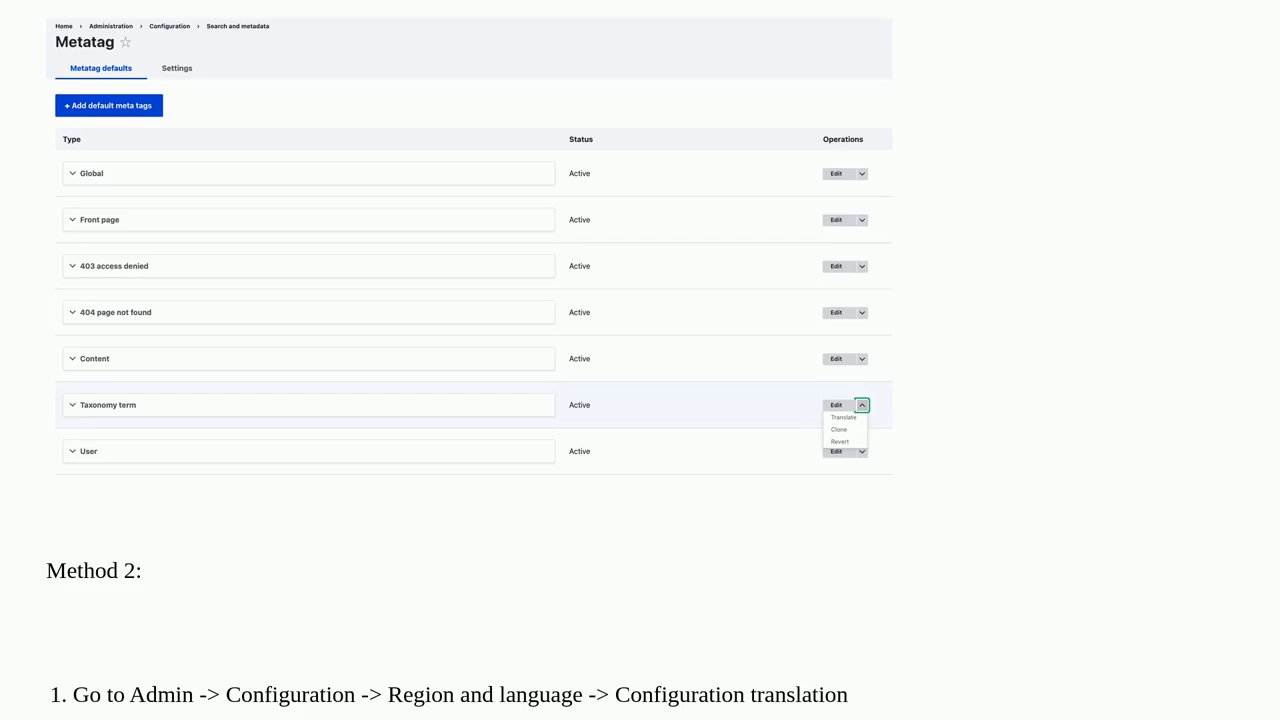 Home › Administration › Configuration › Search and metadata
Metatag ☆
Metatag defaults Settings
+ Add default meta tags
Type Status Operations
Global Active Edit
Front page Active Edit
403 access denied Active Edit
404 page not found Active Edit
Content Active Edit
Taxonomy term Active Edit
Translate
Clone
Revert
User Active Edit
Method 2:
1. Go to Admin -> Configuration -> Region and language -> Configuration translation